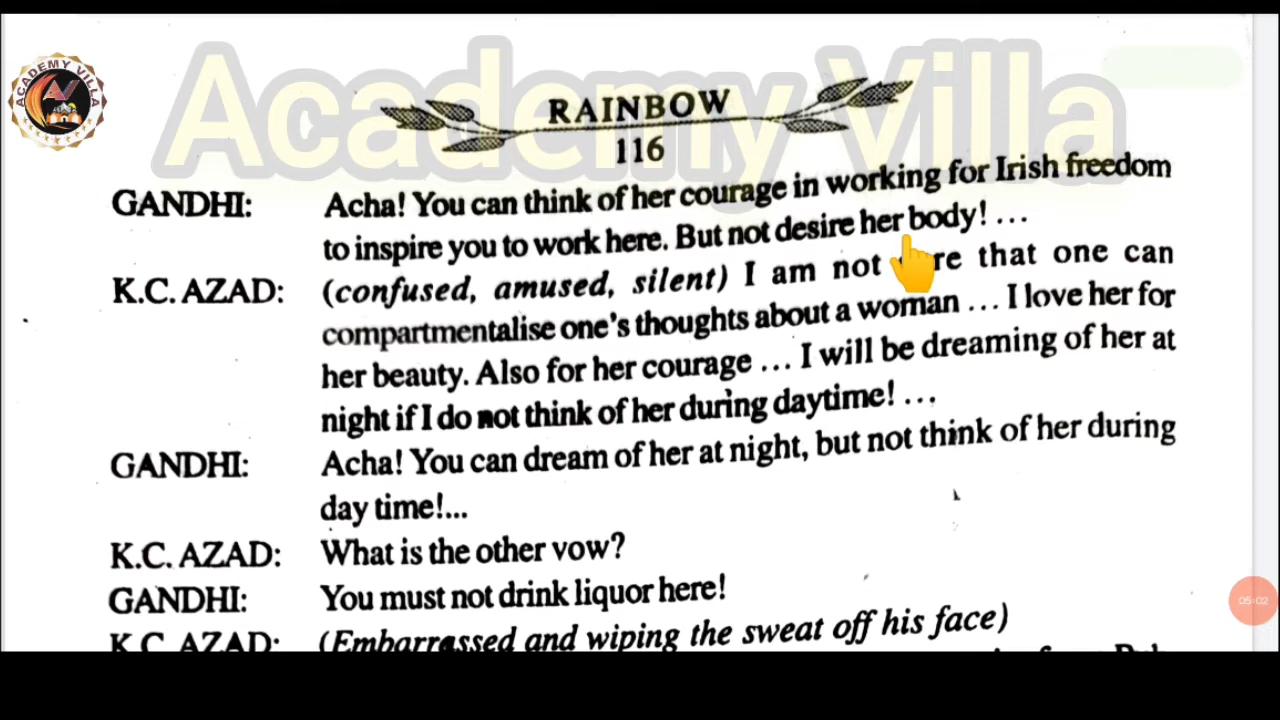 Academy Villa
ACADEMY VILLA
AV
RAINBOW
116
GANDHI: Acha! You can think of her courage in working for Irish freedom
to inspire you to work here. But not desire her body! ...
K.C. AZAD: (confused, amused, silent) I am not that one can
compartmentalise one's thoughts about a woman ... I love her for
her beauty. Also for her courage ... I will be dreaming of her at
night if I do not think of her during daytime! ...
GANDHI: Acha! You can dream of her at night, but not think of her during
day time!...
K.C. AZAD: What is the other vow?
GANDHI: You must not drink liquor here!
05:02
K.C. AZAD: (Embarrassed and wiping the sweat off his face)